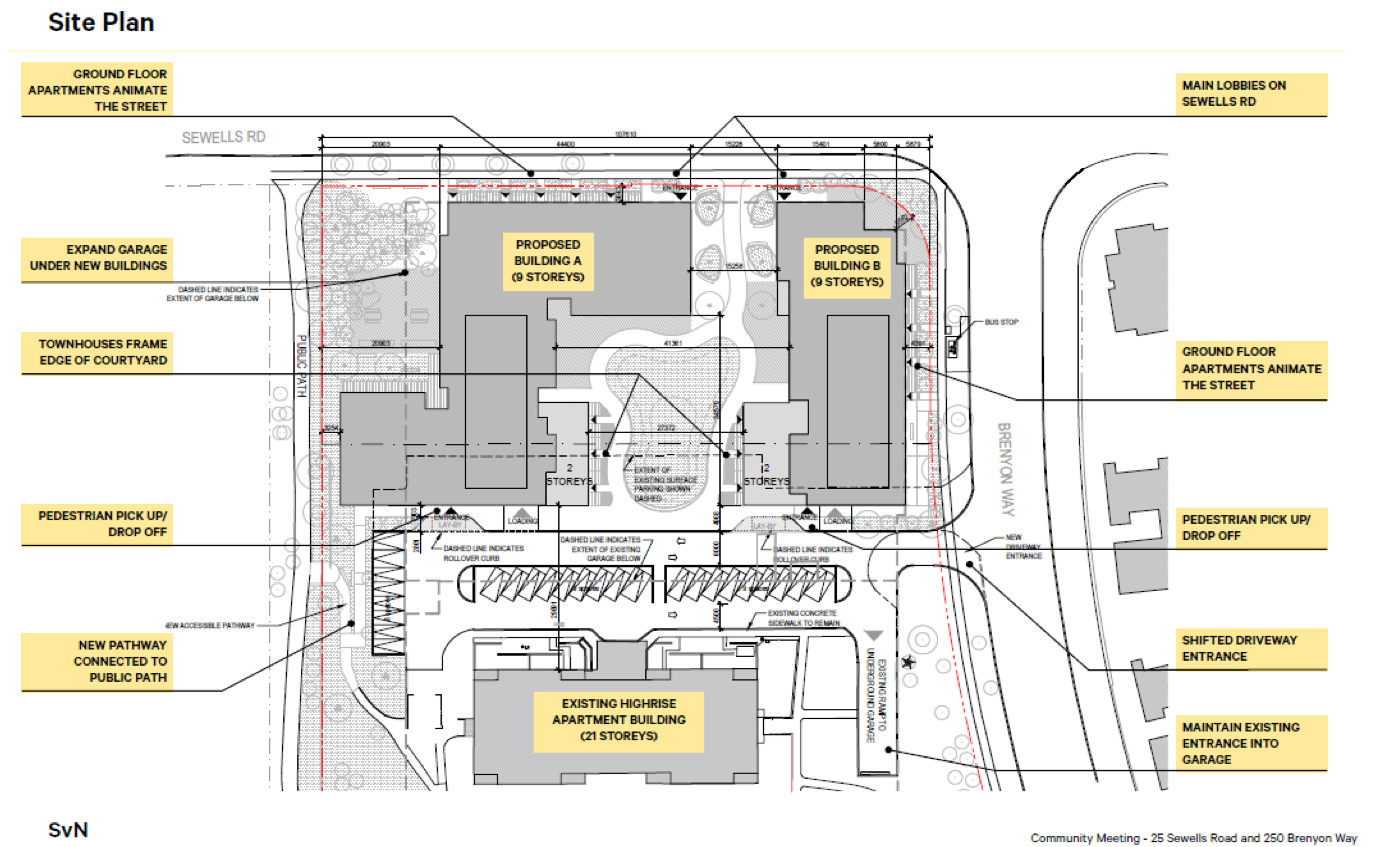 Site Plan
GROUND FLOOR
APARTMENTS ANIMATE
THE STREET
MAIN LOBBIES ON
SEWELLS RD
SEWELLS RD
107610
20903
44400
15228
15401
5800
5879
ENTRANCE
ENTRANCE
EXPAND GARAGE
UNDER NEW BUILDINGS
PROPOSED
BUILDING A
(9 STOREYS)
PROPOSED
BUILDING B
(9 STOREYS)
15258
DASHED LINE INDICATES
EXTENT OF GARAGE BELOW
BUS STOP
TOWNHOUSES FRAME
EDGE OF COURTYARD
PUBLIC PATH
20903
41361
4391
GROUND FLOOR
APARTMENTS ANIMATE
THE STREET
27372
BRENYON WAY
2
STOREYS
EXTENT OF
EXISTING SURFACE
PARKING SHOWN
DASHED
2
STOREYS
PEDESTRIAN PICK UP/
DROP OFF
ENTRANCE
LAY-BY
LOADING
ENTRANCE
LAY-BY
LOADING
PEDESTRIAN PICK UP/
DROP OFF
DASHED LINE INDICATES
ROLLOVER CURB
DASHED LINE INDICATES
EXTENT OF EXISTING
GARAGE BELOW
DASHED LINE INDICATES
ROLLOVER CURB
NEW
DRIVEWAY
ENTRANCE
6000
4500
EXISTING CONCRETE
SIDEWALK TO REMAIN
EW ACCESSIBLE PATHWAY
NEW PATHWAY
CONNECTED TO
PUBLIC PATH
SHIFTED DRIVEWAY
ENTRANCE
EXISTING RAMP TO
UNDERGROUND GARAGE
EXISTING HIGHRISE
APARTMENT BUILDING
(21 STOREYS)
MAINTAIN EXISTING
ENTRANCE INTO
GARAGE
SvN
Community Meeting - 25 Sewells Road and 250 Brenyon Way